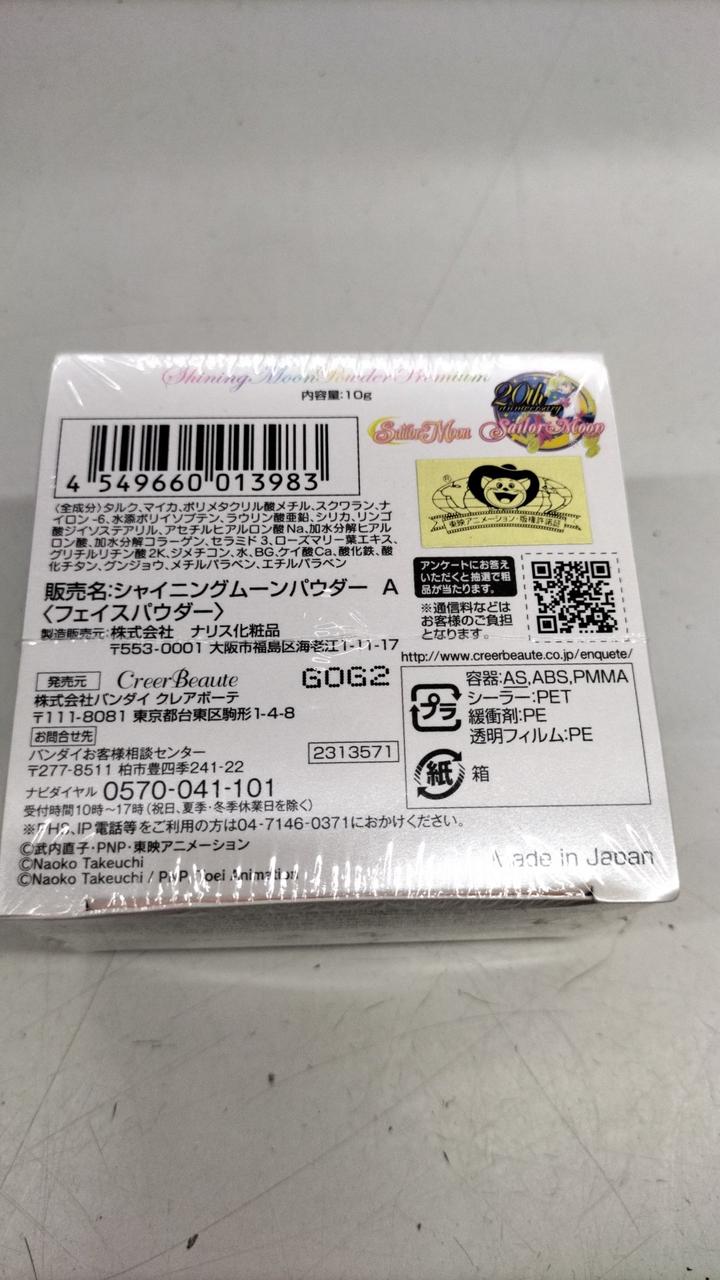 Shining Moon Powder Premium
内容量:10g
20th
anniversary
Sailor Moon
Sailor Moon
4 549660 013983
〈全成分〉タルク、マイカ、ポリメタクリル酸メチル、スクワラン、ナ
イロン-6、水添ポリイソブテン、ラウリン酸亜鉛、シリカ、リンゴ
酸ジイソステアリル、アセチルヒアルロン酸Na、加水分解ヒアル
ロン酸、加水分解コラーゲン、セラミド3、ローズマリー葉エキス、
グリチルリチン酸2K、ジメチコン、水、BG、ケイ酸Ca、酸化鉄、酸
化チタン、グンジョウ、メチルパラベン、エチルパラベン
®
東映アニメーション・版権許諾証
アンケートにお答え
いただくと抽選で粗
品が当たります。
※通信料などは
お客様のご負担
となります。
http://www.creerbeaute.co.jp/enquete/
販売名:シャイニングムーンパウダー A
〈フェイスパウダー〉
製造販売元:株式会社 ナリス化粧品
〒553-0001 大阪市福島区海老江1-11-17
発売元 CreerBeaute
G0G2
株式会社バンダイ クレアボーテ
〒111-8081 東京都台東区駒形1-4-8
お問合せ先
バンダイお客様相談センター
〒277-8511 柏市豊四季241-22
2313571
ナビダイヤル 0570-041-101
受付時間10時〜17時(祝日、夏季・冬季休業日を除く)
※PHS、IP電話等をご利用の方は04-7146-0371におかけください。
©武内直子・PNP・東映アニメーション
©Naoko Takeuchi
©Naoko Takeuchi / PNP, Toei Animation
プラ
容器:AS,ABS,PMMA
シーラー:PET
緩衝剤:PE
透明フィルム:PE
紙 箱
Made in Japan